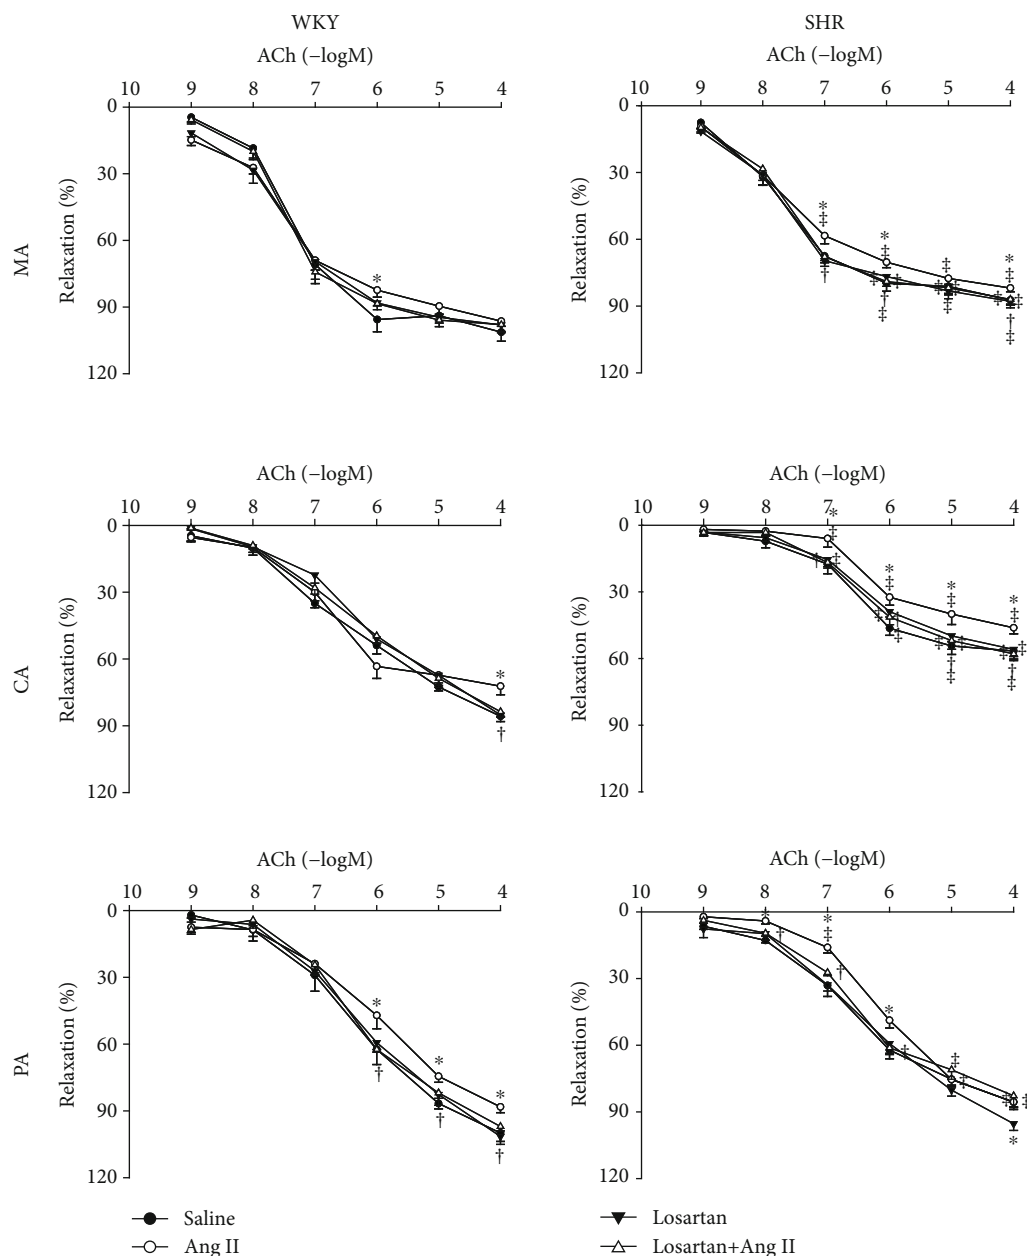 WKY
SHR
ACh (−logM)
ACh (−logM)
10 9 8 7 6 5 4
10 9 8 7 6 5 4
MA
Relaxation (%)
0
30
60
90
120
*
Relaxation (%)
0
30
60
90
120
* ‡
* ‡
‡
* ‡
†
† ‡
‡
† ‡
ACh (−logM)
ACh (−logM)
10 9 8 7 6 5 4
10 9 8 7 6 5 4
CA
Relaxation (%)
0
30
60
90
120
*
†
Relaxation (%)
0
30
60
90
120
* ‡
* ‡
* ‡
* ‡
† ‡
‡ ‡
† ‡
† ‡
ACh (−logM)
ACh (−logM)
10 9 8 7 6 5 4
10 9 8 7 6 5 4
PA
Relaxation (%)
0
30
60
90
120
*
*
*
†
†
†
Relaxation (%)
0
30
60
90
120
*
* ‡
*
†
†
†
‡
‡
‡ ‡
*
Saline
Ang II
Losartan
Losartan+Ang II